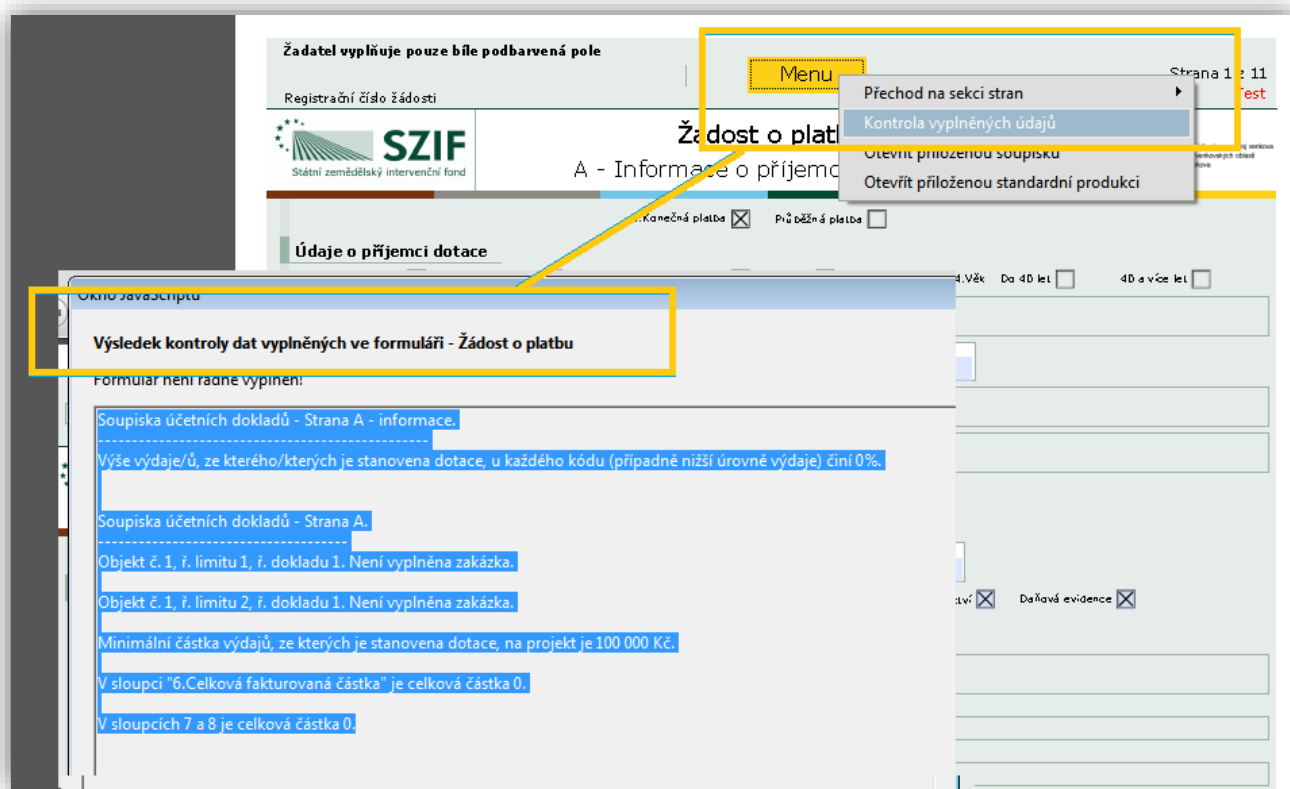 Žadatel vyplňuje pouze bíle podbarvená pole
Menu
Strana 1 z 11
Registrační číslo žádosti
Test
Přechod na sekci stran
Kontrola vyplněných údajů
Otevřít přiloženou soupisku
Otevřít přiloženou standardní produkci
SZIF
Státní zemědělský intervenční fond
Žádost o platb
A - Informace o příjemc
Konečná platba
Průběžná platba
Údaje o příjemci dotace
4.Věk Do 40 let
40 a více let
Okno JavaScriptu
Výsledek kontroly dat vyplněných ve formuláři - Žádost o platbu
Formulář není řádně vyplněn!
Soupiska účetních dokladů - Strana A - informace.
------------------------------------------------
Výše výdaje/ů, ze kterého/kterých je stanovena dotace, u každého kódu (případně nižší úrovně výdaje) činí 0%.
Soupiska účetních dokladů - Strana A.
------------------------------------
Objekt č. 1, ř. limitu 1, ř. dokladu 1. Není vyplněna zakázka.
Objekt č. 1, ř. limitu 2, ř. dokladu 1. Není vyplněna zakázka.
Minimální částka výdajů, ze kterých je stanovena dotace, na projekt je 100 000 Kč.
V sloupci "6.Celková fakturovaná částka" je celková částka 0.
V sloupcích 7 a 8 je celková částka 0.
Daňová evidence